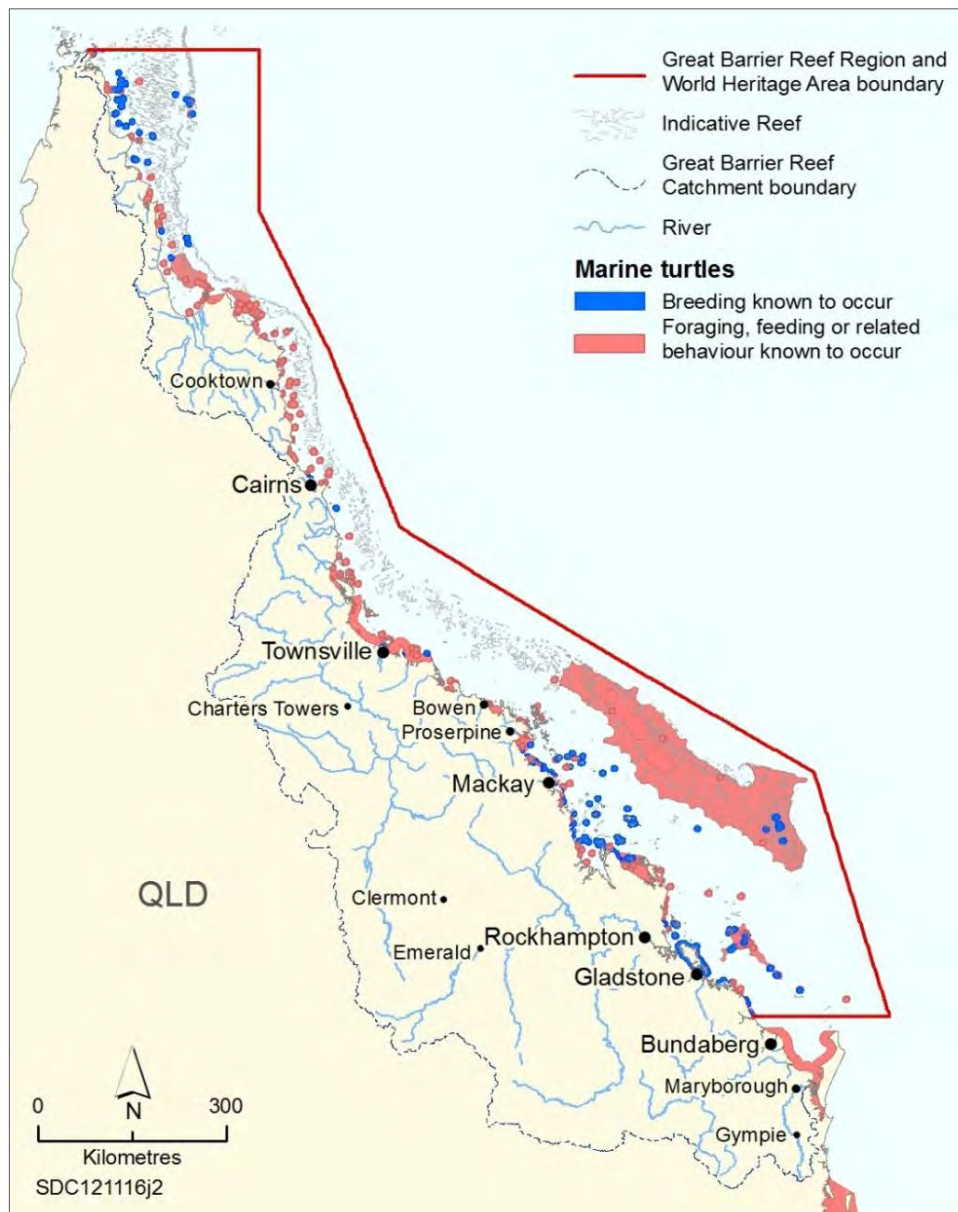 Great Barrier Reef Region and
World Heritage Area boundary
Indicative Reef
Great Barrier Reef
Catchment boundary
River
Marine turtles
Breeding known to occur
Foraging, feeding or related
behaviour known to occur
Cooktown
Cairns
Townsville
Charters Towers
Bowen
Proserpine
Mackay
QLD
Clermont
Emerald
Rockhampton
Gladstone
Bundaberg
Maryborough
Gympie
N
0 300
Kilometres
SDC121116j2